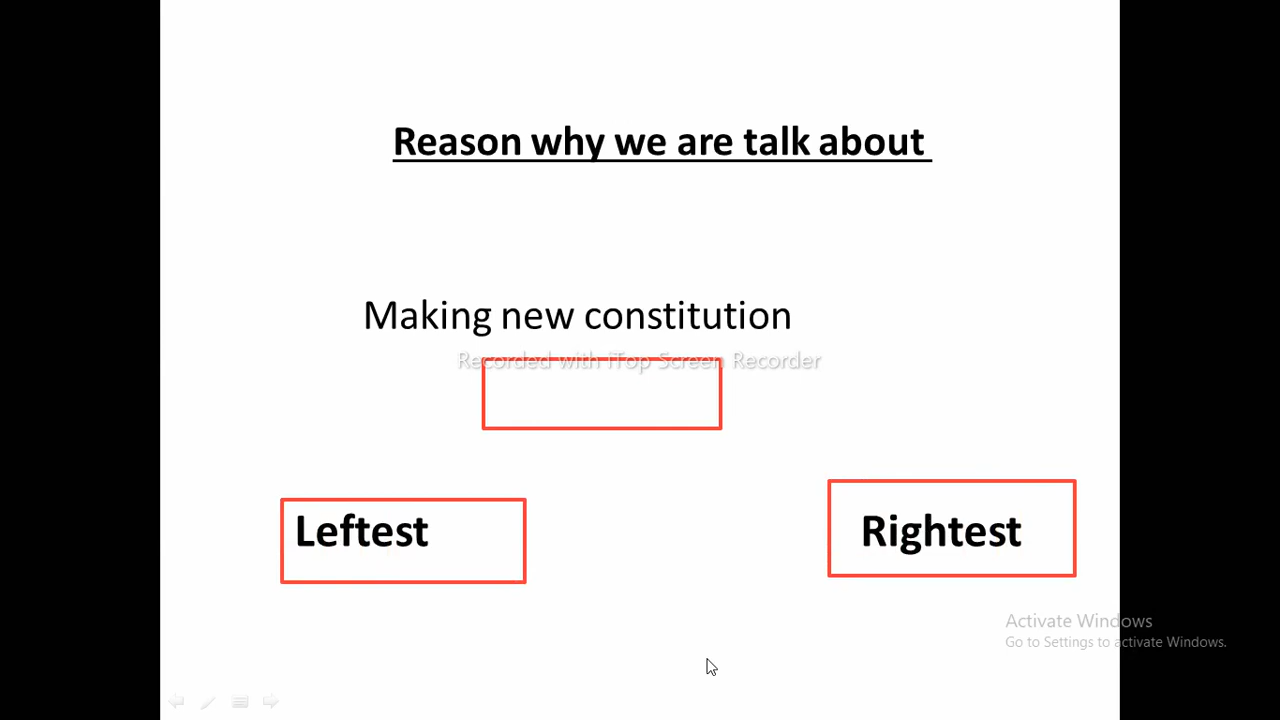 Reason why we are talk about
Making new constitution
Recorded with iTop Screen Recorder
Leftest
Rightest
Activate Windows
Go to Settings to activate Windows.